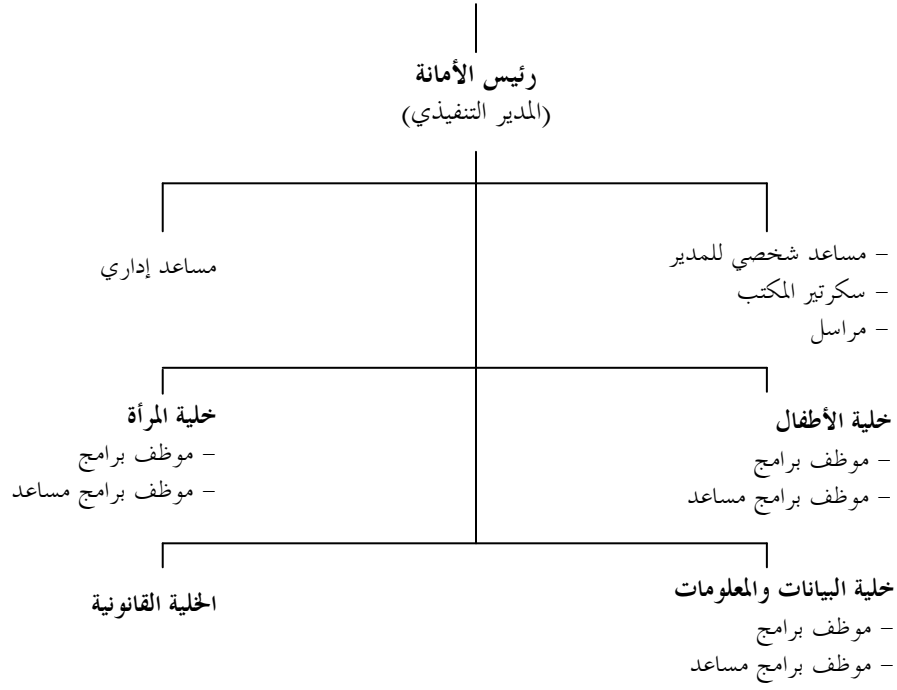 رئيس الأمانة
(المدير التنفيذي)
– مساعد شخصي للمدير
– سكرتير المكتب
– مراسل
مساعد إداري
خلية الأطفال
– موظف برامج
– موظف برامج مساعد
خلية المرأة
– موظف برامج
– موظف برامج مساعد
خلية البيانات والمعلومات
– موظف برامج
– موظف برامج مساعد
الخلية القانونية